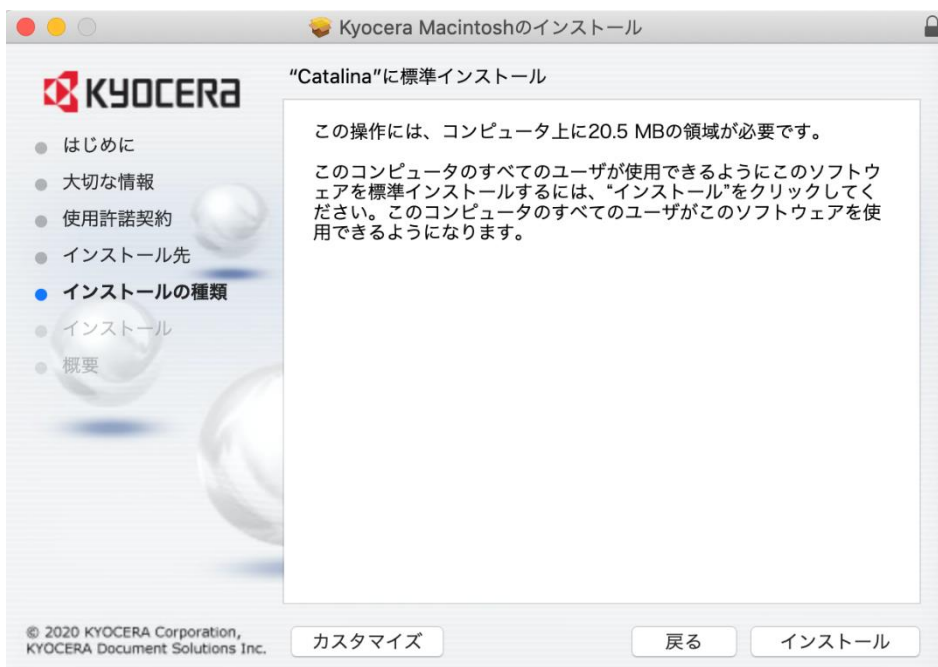 Kyocera Macintoshのインストール
KYOCERA
"Catalina"に標準インストール
はじめに
大切な情報
使用許諾契約
インストール先
インストールの種類
インストール
概要
この操作には、コンピュータ上に20.5 MBの領域が必要です。
このコンピュータのすべてのユーザが使用できるようにこのソフトウ
ェアを標準インストールするには、“インストール”をクリックしてく
ださい。このコンピュータのすべてのユーザがこのソフトウェアを使
用できるようになります。
© 2020 KYOCERA Corporation,
KYOCERA Document Solutions Inc.
カスタマイズ
戻る
インストール